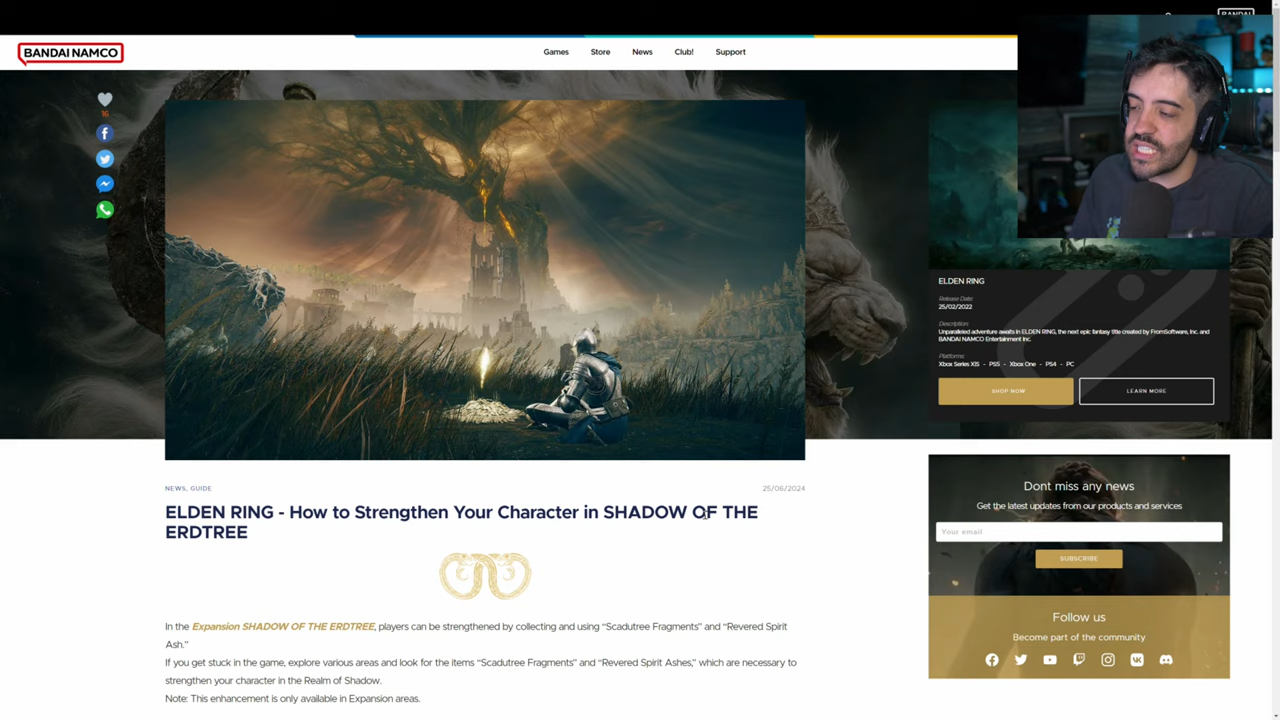 BANDAI
BANDAI NAMCO
Games
Store
News
Club!
Support
16
ELDEN RING
Release Date:
25/02/2022
Description:
Unparalleled adventure awaits in ELDEN RING, the next epic fantasy title created by FromSoftware, Inc. and
BANDAI NAMCO Entertainment Inc.
Platforms:
Xbox Series X|S - PS5 - Xbox One - PS4 - PC
SHOP NOW
LEARN MORE
NEWS, GUIDE
25/06/2024
ELDEN RING - How to Strengthen Your Character in SHADOW OF THE
ERDTREE
In the Expansion SHADOW OF THE ERDTREE, players can be strengthened by collecting and using “Scadutree Fragments” and “Revered Spirit
Ash.”
If you get stuck in the game, explore various areas and look for the items “Scadutree Fragments” and “Revered Spirit Ashes,” which are necessary to
strengthen your character in the Realm of Shadow.
Note: This enhancement is only available in Expansion areas.
Dont miss any news
Get the latest updates from our products and services
Your email
SUBSCRIBE
Follow us
Become part of the community